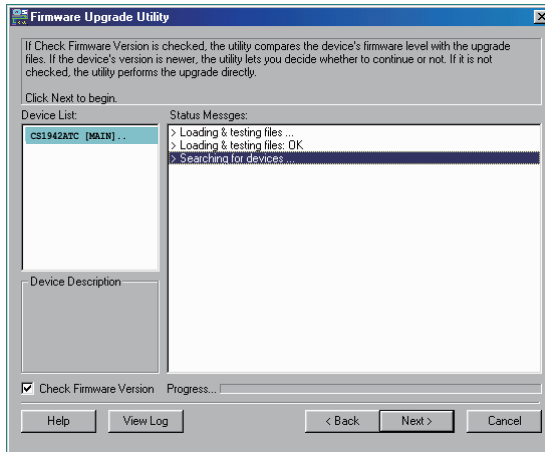 Firmware Upgrade Utility
If Check Firmware Version is checked, the utility compares the device's firmware level with the upgrade
files. If the device's version is newer, the utility lets you decide whether to continue or not. If it is not
checked, the utility performs the upgrade directly.
Click Next to begin.
Device List:
Status Messges:
CS1942ATC [MAIN]..
> Loading & testing files ...
> Loading & testing files: OK
> Searching for devices ...
Device Description
Check Firmware Version
Progress...
Help
View Log
< Back
Next >
Cancel